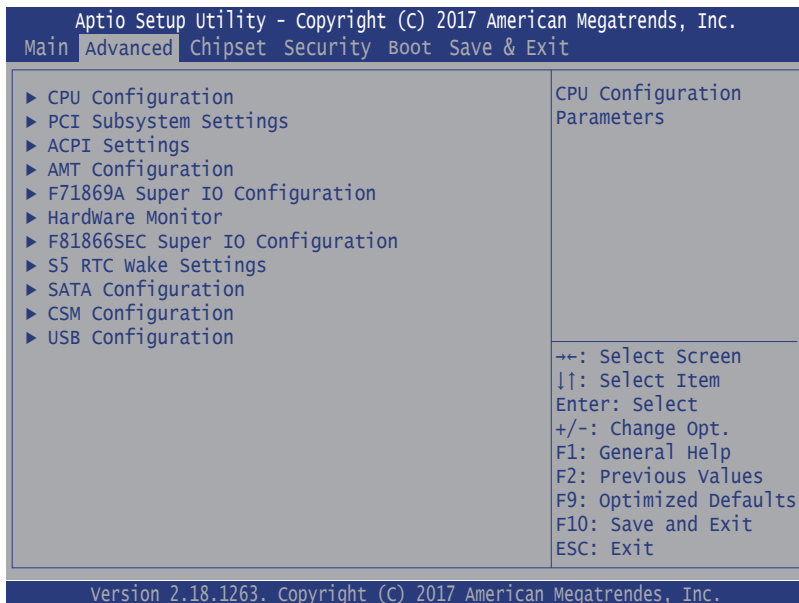 Aptio Setup Utility - Copyright (C) 2017 American Megatrends, Inc.
Main Advanced Chipset Security Boot Save & Exit
▶ CPU Configuration
▶ PCI Subsystem Settings
▶ ACPI Settings
▶ AMT Configuration
▶ F71869A Super IO Configuration
▶ HardWare Monitor
▶ F81866SEC Super IO Configuration
▶ S5 RTC Wake Settings
▶ SATA Configuration
▶ CSM Configuration
▶ USB Configuration
CPU Configuration
Parameters
→←: Select Screen
↓↑: Select Item
Enter: Select
+/-: Change Opt.
F1: General Help
F2: Previous Values
F9: Optimized Defaults
F10: Save and Exit
ESC: Exit
Version 2.18.1263. Copyright (C) 2017 American Megatrendes, Inc.